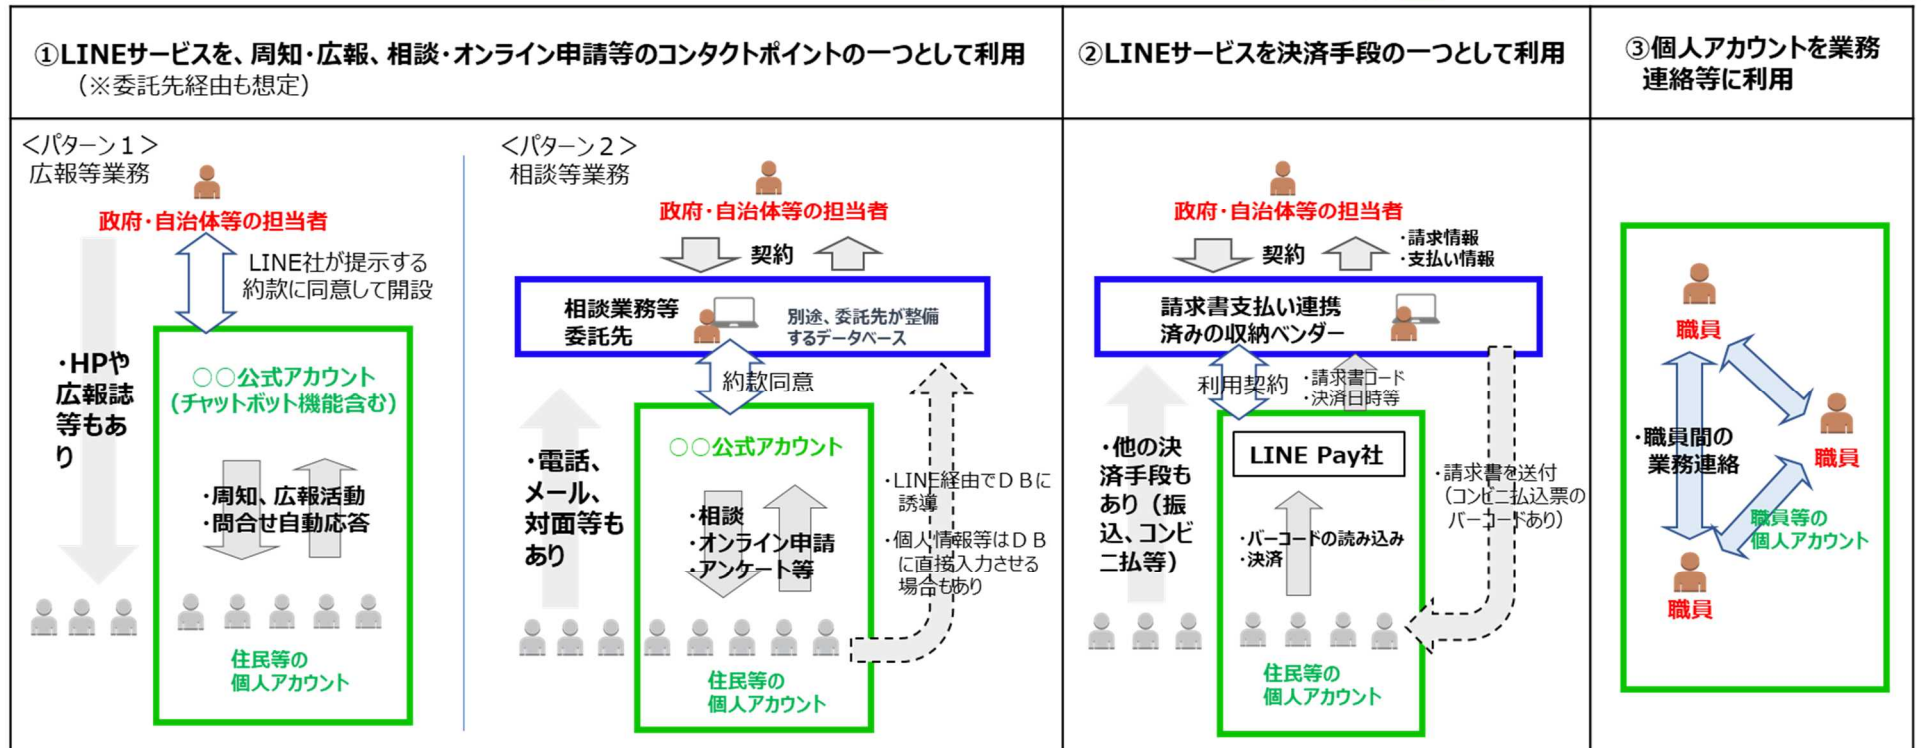 ①LINEサービスを、周知・広報、相談・オンライン申請等のコンタクトポイントの一つとして利用
（※委託先経由も想定）
②LINEサービスを決済手段の一つとして利用
③個人アカウントを業務
連絡等に利用
＜パターン１＞
広報等業務
政府・自治体等の担当者
LINE社が提示する
約款に同意して開設
・HPや
広報誌
等もあ
り
○○公式アカウント
（チャットボット機能含む）
・周知、広報活動
・問合せ自動応答
住民等の
個人アカウント
＜パターン２＞
相談等業務
政府・自治体等の担当者
契約
相談業務等
委託先
別途、委託先が整備
するデータベース
約款同意
○○公式アカウント
・電話、
メール、
対面等も
あり
・相談
・オンライン申請
・アンケート等
・LINE経由でＤＢに
誘導
・個人情報等はＤＢ
に直接入力させる
場合もあり
住民等の
個人アカウント
政府・自治体等の担当者
契約
・請求情報
・支払い情報
請求書支払い連携
済みの収納ベンダー
利用契約
・請求書コード
・決済日時等
LINE Pay社
・他の決
済手段も
あり（振
込、コンビ
ニ払等）
・バーコードの読み込み
・決済
・請求書を送付
（コンビニ払込票の
バーコードあり）
住民等の
個人アカウント
職員
職員
・職員間の
業務連絡
職員等の
個人アカウント
職員